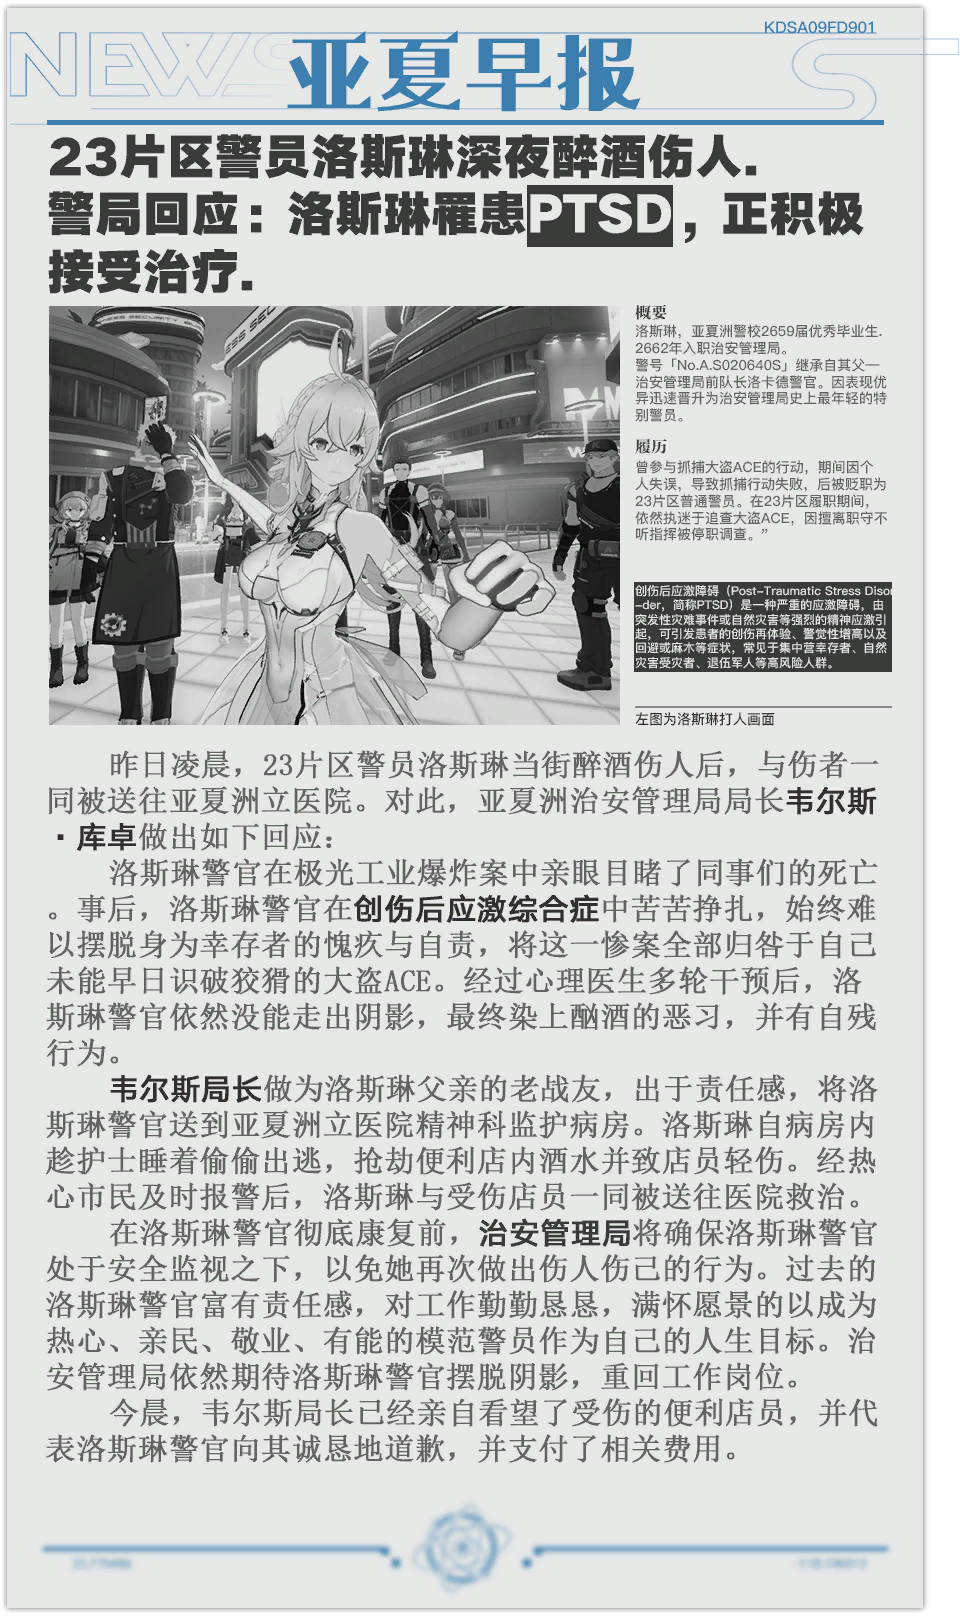 KDSA09FD901
NEWS
亚夏早报
23片区警员洛斯琳深夜醉酒伤人.
警局回应：洛斯琳罹患PTSD，正积极
接受治疗.
概要
洛斯琳，亚夏洲警校2659届优秀毕业生.
2662年入职治安管理局。
警号「No.A.S020640S」继承自其父—
治安管理局前队长洛卡德警官。因表现优
异迅速晋升为治安管理局史上最年轻的特
别警员。
履历
曾参与抓捕大盗ACE的行动，期间因个
人失误，导致抓捕行动失败，后被贬职为
23片区普通警员。在23片区履职期间，
依然执迷于追查大盗ACE，因擅离职守不
听指挥被停职调查。”
创伤后应激障碍（Post-Traumatic Stress Disor
-der，简称PTSD）是一种严重的应激障碍，由
突发性灾难事件或自然灾害等强烈的精神应激引
起，可引发患者的创伤再体验、警觉性增高以及
回避或麻木等症状，常见于集中营幸存者、自然
灾害受灾者、退伍军人等高风险人群。
左图为洛斯琳打人画面
昨日凌晨，23片区警员洛斯琳当街醉酒伤人后，与伤者一
同被送往亚夏洲立医院。对此，亚夏洲治安管理局局长韦尔斯
·库卓做出如下回应：
洛斯琳警官在极光工业爆炸案中亲眼目睹了同事们的死亡
。事后，洛斯琳警官在创伤后应激综合症中苦苦挣扎，始终难
以摆脱身为幸存者的愧疚与自责，将这一惨案全部归咎于自己
未能早日识破狡猾的大盗ACE。经过心理医生多轮干预后，洛
斯琳警官依然没能走出阴影，最终染上酗酒的恶习，并有自残
行为。
韦尔斯局长做为洛斯琳父亲的老战友，出于责任感，将洛
斯琳警官送到亚夏洲立医院精神科监护病房。洛斯琳自病房内
趁护士睡着偷偷出逃，抢劫便利店内酒水并致店员轻伤。经热
心市民及时报警后，洛斯琳与受伤店员一同被送往医院救治。
在洛斯琳警官彻底康复前，治安管理局将确保洛斯琳警官
处于安全监视之下，以免她再次做出伤人伤己的行为。过去的
洛斯琳警官富有责任感，对工作勤勤恳恳，满怀愿景的以成为
热心、亲民、敬业、有能的模范警员作为自己的人生目标。治
安管理局依然期待洛斯琳警官摆脱阴影，重回工作岗位。
今晨，韦尔斯局长已经亲自看望了受伤的便利店员，并代
表洛斯琳警官向其诚恳地道歉，并支付了相关费用。